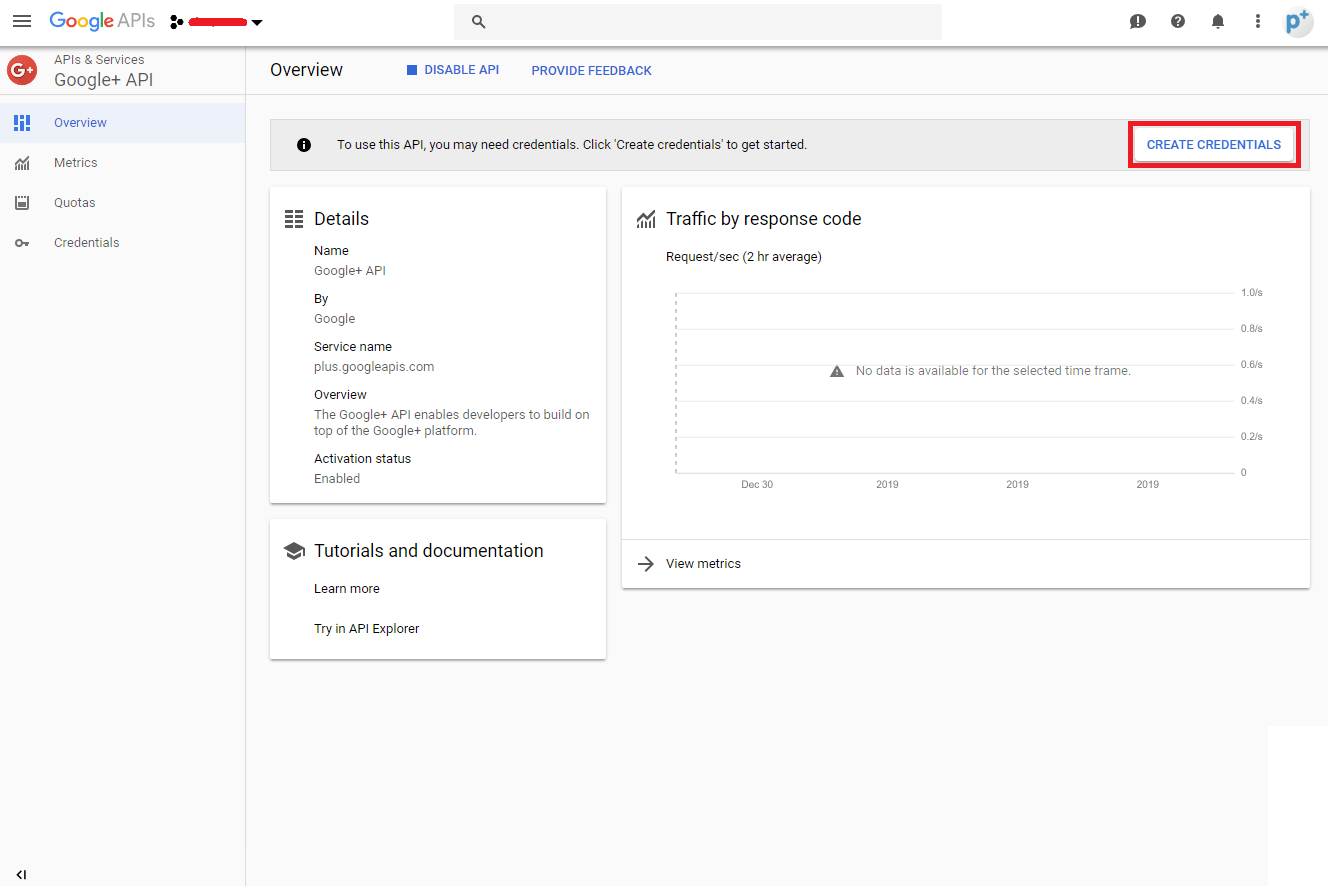 Google APIs
APIs & Services
Google+ API
G+
Overview
DISABLE API
PROVIDE FEEDBACK
p+
Overview
Metrics
Quotas
Credentials
To use this API, you may need credentials. Click 'Create credentials' to get started.
CREATE CREDENTIALS
Details
Name
Google+ API
By
Google
Service name
plus.googleapis.com
Overview
The Google+ API enables developers to build on
top of the Google+ platform.
Activation status
Enabled
Tutorials and documentation
Learn more
Try in API Explorer
Traffic by response code
Request/sec (2 hr average)
1.0/s
0.8/s
0.6/s
0.4/s
0.2/s
0
No data is available for the selected time frame.
Dec 30
2019
2019
2019
View metrics